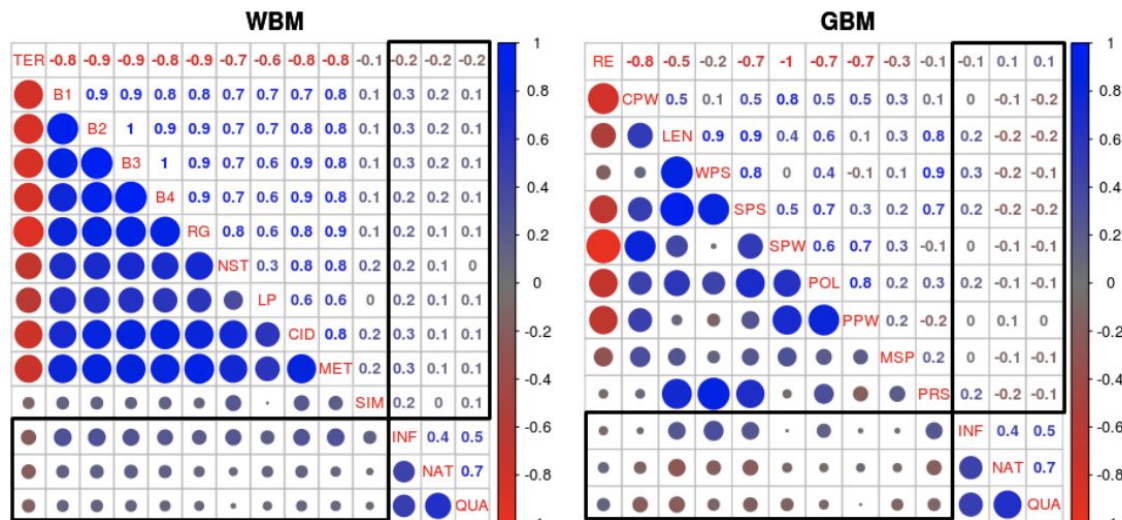 WBM
TER -0.8 -0.9 -0.9 -0.8 -0.9 -0.7 -0.6 -0.8 -0.8 -0.1 -0.2 -0.2 -0.2
B1 0.9 0.9 0.8 0.8 0.7 0.7 0.7 0.8 0.1 0.3 0.2 0.1
B2 1 0.9 0.9 0.7 0.7 0.8 0.8 0.1 0.3 0.2 0.1
B3 1 0.9 0.7 0.6 0.9 0.8 0.1 0.3 0.2 0.1
B4 0.9 0.7 0.6 0.9 0.8 0.1 0.2 0.2 0.1
RG 0.8 0.6 0.8 0.9 0.1 0.2 0.2 0.1
NST 0.3 0.8 0.8 0.2 0.2 0.1 0
LP 0.6 0.6 0 0.2 0.1 0.1
CID 0.8 0.2 0.3 0.1 0.1
MET 0.2 0.3 0.1 0.1
SIM 0.2 0 0.1
INF 0.4 0.5
NAT 0.7
QUA
1
0.8
0.6
0.4
0.2
0
-0.2
-0.4
-0.6
-0.8
GBM
RE -0.8 -0.5 -0.2 -0.7 -1 -0.7 -0.7 -0.3 -0.1 -0.1 0.1 0.1
CPW 0.5 0.1 0.5 0.8 0.5 0.5 0.3 0.1 0 -0.1 -0.2
LEN 0.9 0.9 0.4 0.6 0.1 0.3 0.8 0.2 -0.2 -0.2
WPS 0.8 0 0.4 -0.1 0.1 0.9 0.3 -0.2 -0.1
SPS 0.5 0.7 0.3 0.2 0.7 0.2 -0.2 -0.2
SPW 0.6 0.7 0.3 -0.1 0 -0.1 -0.1
POL 0.8 0.2 0.3 0.2 -0.1 -0.1
PPW 0.2 -0.2 0 0.1 0
MSP 0.2 0 -0.1 -0.1
PRS 0.2 -0.2 -0.1
INF 0.4 0.5
NAT 0.7
QUA
1
0.8
0.6
0.4
0.2
0
-0.2
-0.4
-0.6
-0.8